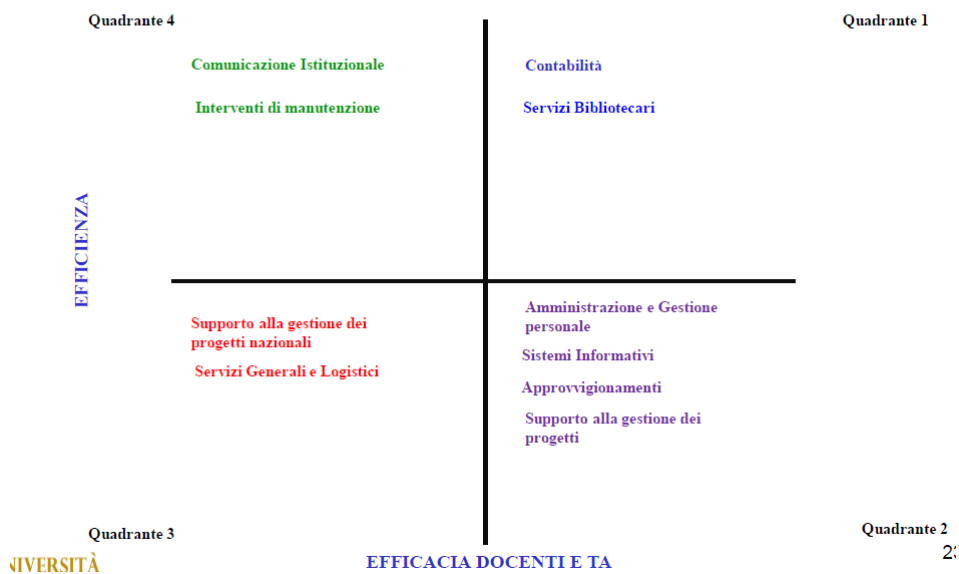 Quadrante 4
Quadrante 1
Comunicazione Istituzionale
Contabilità
Interventi di manutenzione
Servizi Bibliotecari
EFFICIENZA
Amministrazione e Gestione
personale
Supporto alla gestione dei
progetti nazionali
Sistemi Informativi
Servizi Generali e Logistici
Approvvigionamenti
Supporto alla gestione dei
progetti
Quadrante 3
Quadrante 2
NIVERSITÀ
EFFICACIA DOCENTI E TA
23